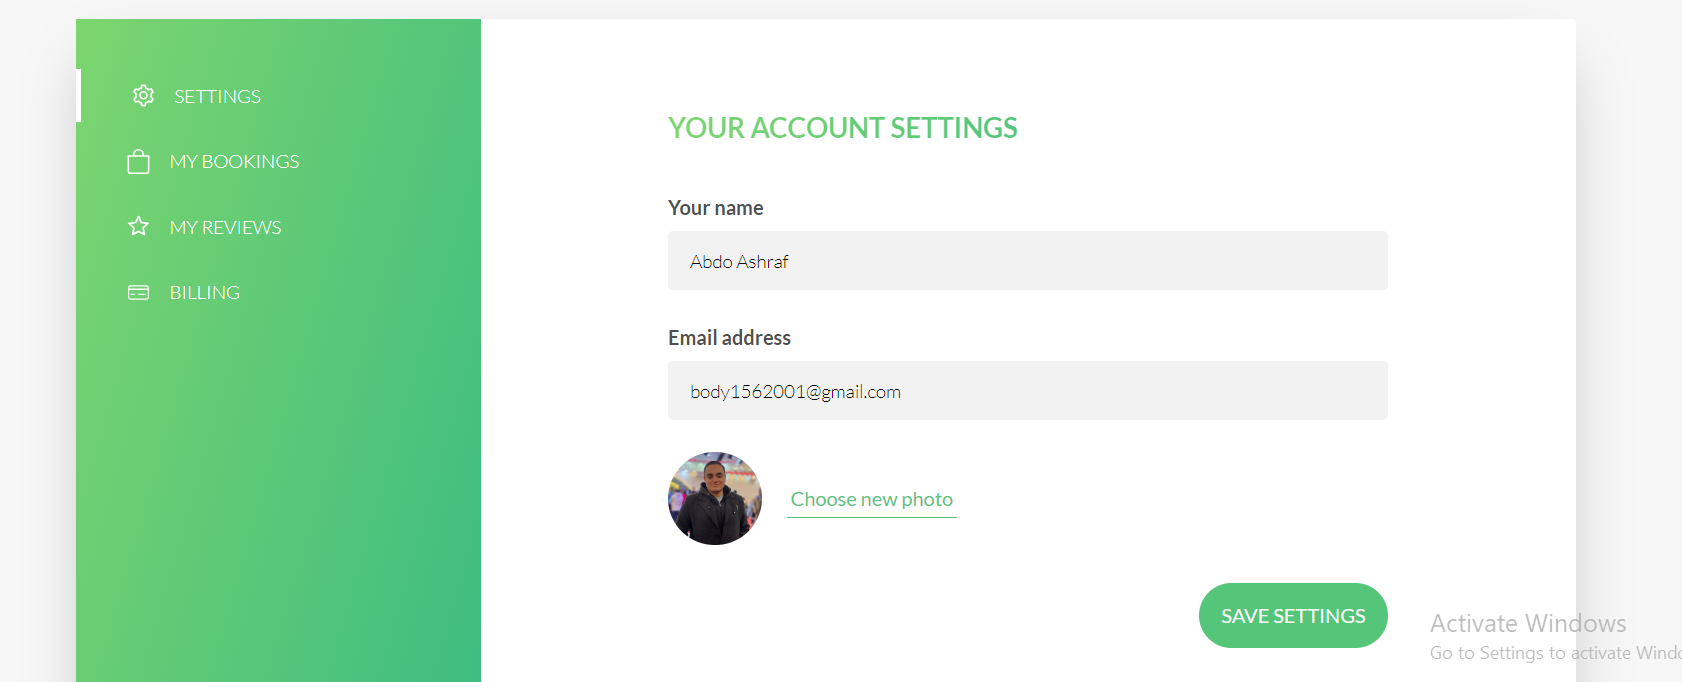 SETTINGS
MY BOOKINGS
MY REVIEWS
BILLING
YOUR ACCOUNT SETTINGS
Your name
Abdo Ashraf
Email address
body1562001@gmail.com
Choose new photo
SAVE SETTINGS
Activate Windows
Go to Settings to activate Windo